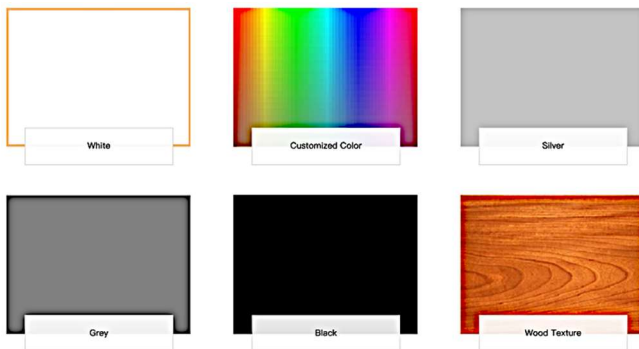 White
Customized Color
Silver
Grey
Black
Wood Texture